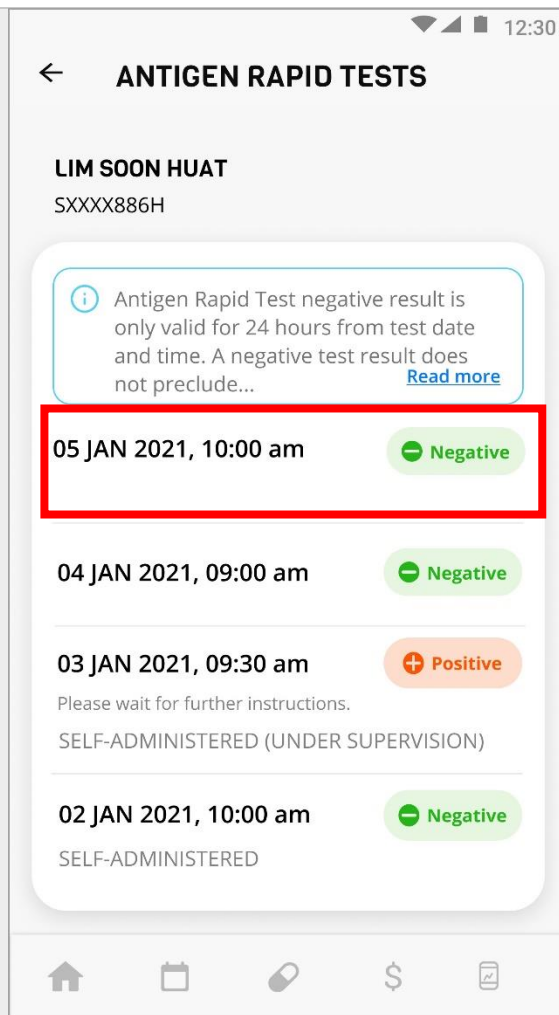 12:30
ANTIGEN RAPID TESTS
LIM SOON HUAT
SXXXX886H
Antigen Rapid Test negative result is
only valid for 24 hours from test date
and time. A negative test result does
not preclude... Read more
05 JAN 2021, 10:00 am Negative
04 JAN 2021, 09:00 am Negative
03 JAN 2021, 09:30 am Positive
Please wait for further instructions.
SELF-ADMINISTERED (UNDER SUPERVISION)
02 JAN 2021, 10:00 am Negative
SELF-ADMINISTERED